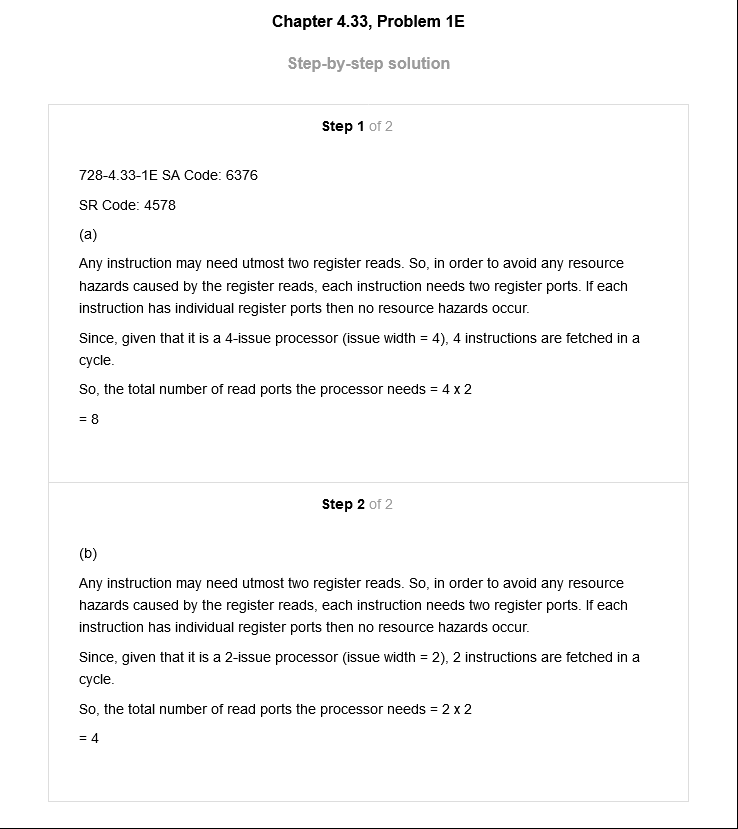 Chapter 4.33, Problem 1E
Step-by-step solution
Step 1 of 2
728-4.33-1E SA Code: 6376
SR Code: 4578
(a)
Any instruction may need utmost two register reads. So, in order to avoid any resource
hazards caused by the register reads, each instruction needs two register ports. If each
instruction has individual register ports then no resource hazards occur.
Since, given that it is a 4-issue processor (issue width = 4), 4 instructions are fetched in a
cycle.
So, the total number of read ports the processor needs = 4 x 2
= 8
Step 2 of 2
(b)
Any instruction may need utmost two register reads. So, in order to avoid any resource
hazards caused by the register reads, each instruction needs two register ports. If each
instruction has individual register ports then no resource hazards occur.
Since, given that it is a 2-issue processor (issue width = 2), 2 instructions are fetched in a
cycle.
So, the total number of read ports the processor needs = 2 x 2
= 4